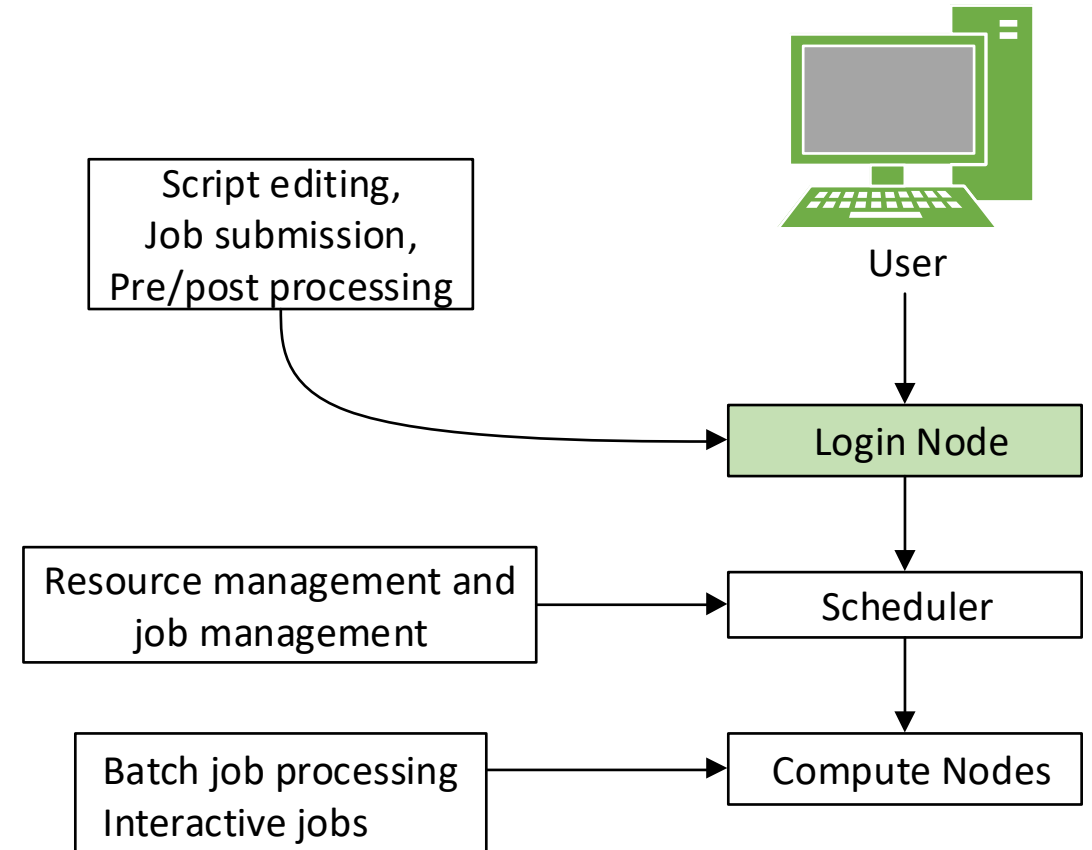 Script editing,
Job submission,
Pre/post processing
User
Login Node
Resource management and
job management
Scheduler
Batch job processing
Interactive jobs
Compute Nodes